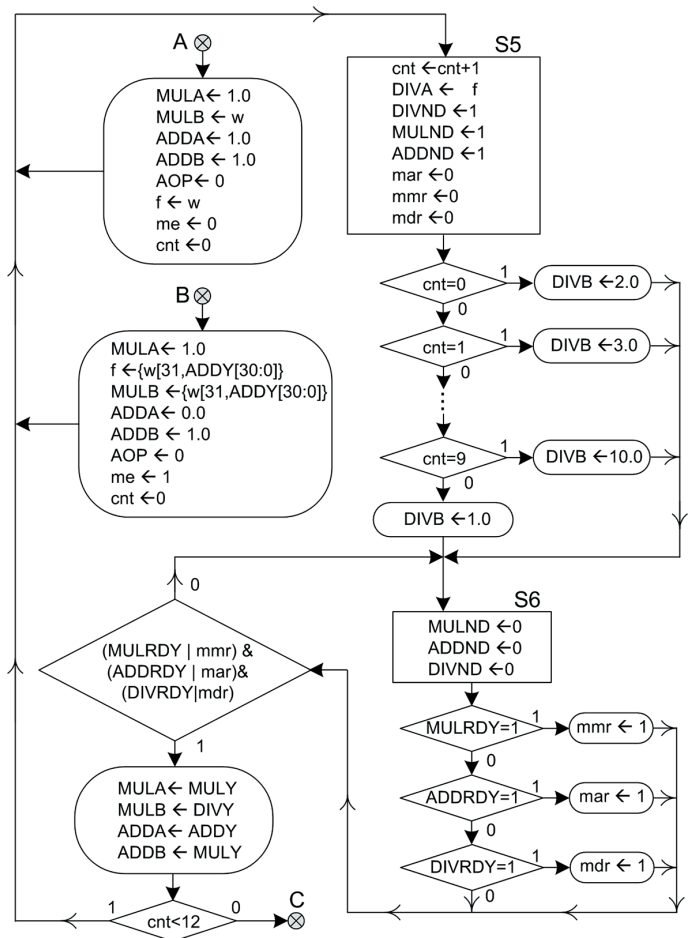 A
MULA← 1.0
MULB ← w
ADDA← 1.0
ADDB ← 1.0
AOP← 0
f ← w
me ← 0
cnt ←0
B
MULA← 1.0
f ←{w[31,ADDY[30:0]}
MULB ←{w[31,ADDY[30:0]}
ADDA← 0.0
ADDB ← 1.0
AOP ← 0
me ← 1
cnt ←0
S5
cnt ←cnt+1
DIVA ← f
DIVND ←1
MULND ←1
ADDND ←1
mar ←0
mmr ←0
mdr ←0
cnt=0
1
DIVB ←2.0
0
cnt=1
1
DIVB ←3.0
0
cnt=9
1
DIVB ←10.0
0
DIVB ←1.0
S6
MULND ←0
ADDND ←0
DIVND ←0
MULRDY=1
1
mmr ← 1
0
ADDRDY=1
1
mar ← 1
0
DIVRDY=1
1
mdr ← 1
0
0
(MULRDY | mmr) &
(ADDRDY | mar)&
(DIVRDY|mdr)
1
MULA← MULY
MULB ← DIVY
ADDA← ADDY
ADDB ← MULY
1
cnt<12
0
C